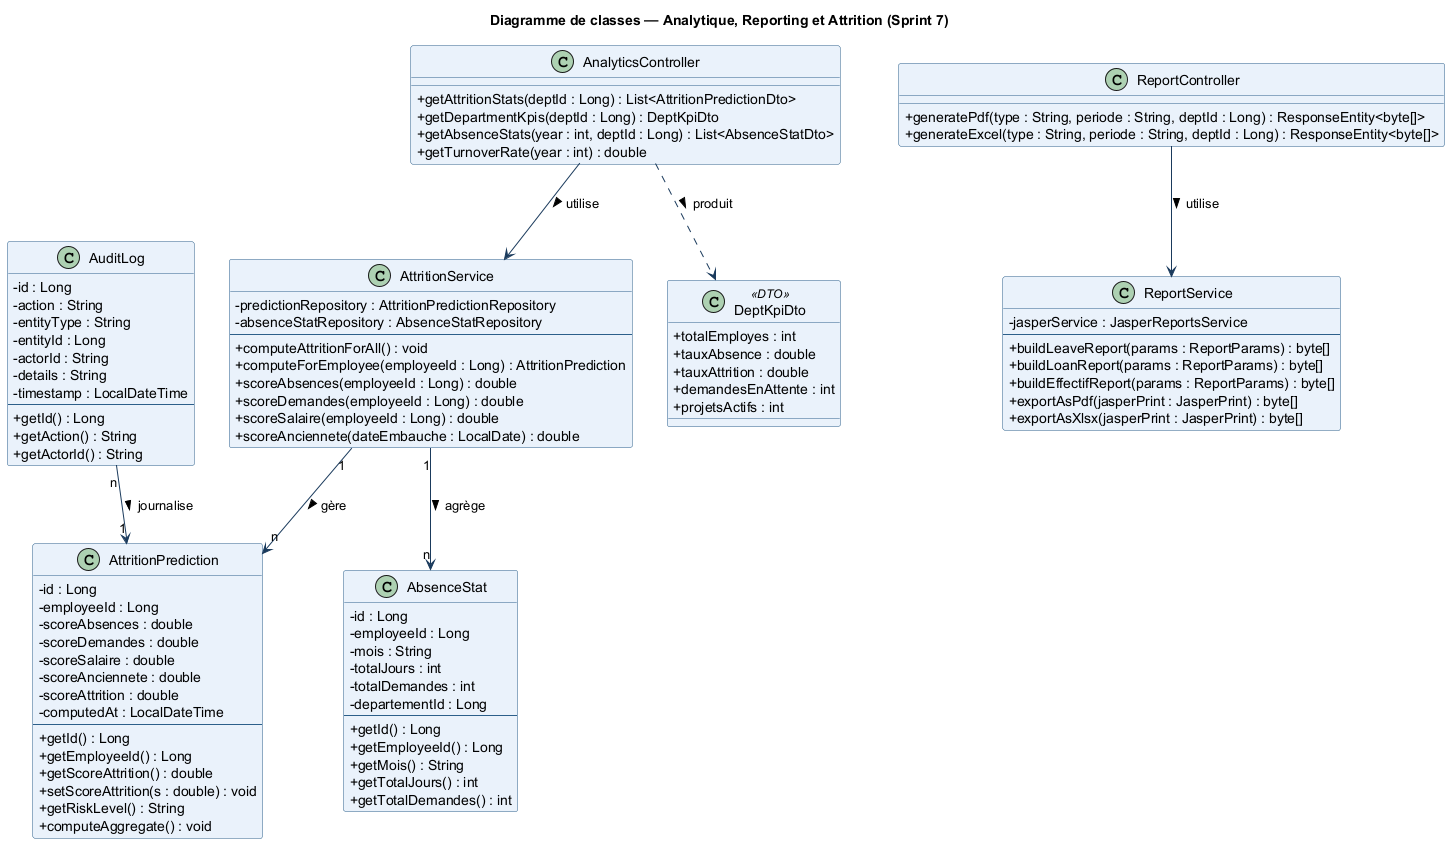 Diagramme de classes — Analytique, Reporting et Attrition (Sprint 7)
C AnalyticsController
+getAttritionStats(deptId : Long) : List<AttritionPredictionDto>
+getDepartmentKpis(deptId : Long) : DeptKpiDto
+getAbsenceStats(year : int, deptId : Long) : List<AbsenceStatDto>
+getTurnoverRate(year : int) : double
C ReportController
+generatePdf(type : String, periode : String, deptId : Long) : ResponseEntity<byte[]>
+generateExcel(type : String, periode : String, deptId : Long) : ResponseEntity<byte[]>
utilise
produit
utilise
C AuditLog
-id : Long
-action : String
-entityType : String
-entityId : Long
-actorId : String
-details : String
-timestamp : LocalDateTime
+getId() : Long
+getAction() : String
+getActorId() : String
C AttritionService
-predictionRepository : AttritionPredictionRepository
-absenceStatRepository : AbsenceStatRepository
+computeAttritionForAll() : void
+computeForEmployee(employeeId : Long) : AttritionPrediction
+scoreAbsences(employeeId : Long) : double
+scoreDemandes(employeeId : Long) : double
+scoreSalaire(employeeId : Long) : double
+scoreAnciennete(dateEmbauche : LocalDate) : double
«DTO»
C DeptKpiDto
+totalEmployes : int
+tauxAbsence : double
+tauxAttrition : double
+demandesEnAttente : int
+projetsActifs : int
C ReportService
-jasperService : JasperReportsService
+buildLeaveReport(params : ReportParams) : byte[]
+buildLoanReport(params : ReportParams) : byte[]
+buildEffectifReport(params : ReportParams) : byte[]
+exportAsPdf(jasperPrint : JasperPrint) : byte[]
+exportAsXlsx(jasperPrint : JasperPrint) : byte[]
n
journalise
1
1
gère
n
1
agrège
n
C AttritionPrediction
-id : Long
-employeeId : Long
-scoreAbsences : double
-scoreDemandes : double
-scoreSalaire : double
-scoreAnciennete : double
-scoreAttrition : double
-computedAt : LocalDateTime
+getId() : Long
+getEmployeeId() : Long
+getScoreAttrition() : double
+setScoreAttrition(s : double) : void
+getRiskLevel() : String
+computeAggregate() : void
C AbsenceStat
-id : Long
-employeeId : Long
-mois : String
-totalJours : int
-totalDemandes : int
-departementId : Long
+getId() : Long
+getEmployeeId() : Long
+getMois() : String
+getTotalJours() : int
+getTotalDemandes() : int